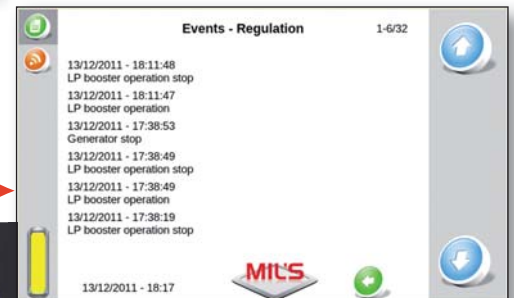 Events - Regulation 1-6/32
13/12/2011 - 18:11:48
LP booster operation stop
13/12/2011 - 18:11:47
LP booster operation
13/12/2011 - 17:38:53
Generator stop
13/12/2011 - 17:38:49
LP booster operation stop
13/12/2011 - 17:38:49
LP booster operation
13/12/2011 - 17:38:19
LP booster operation stop
MIL'S
13/12/2011 - 18:17